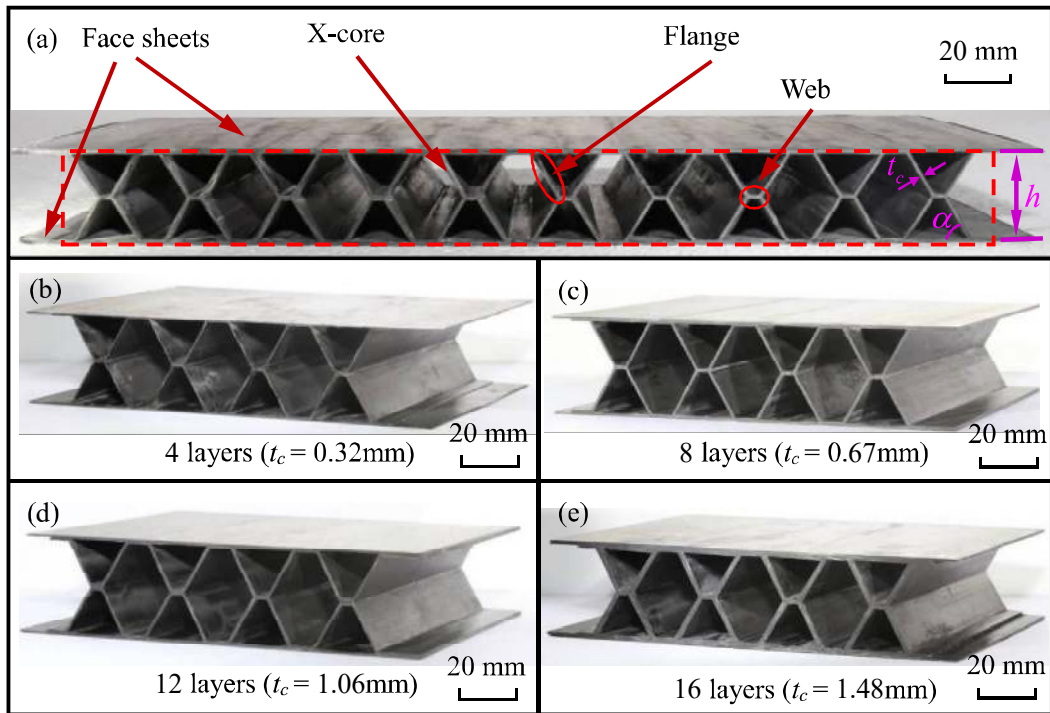 (a)
Face sheets
X-core
Flange
Web
20 mm
t_c
h
α
(b)
4 layers (t_c = 0.32mm)
20 mm
(c)
8 layers (t_c = 0.67mm)
20 mm
(d)
12 layers (t_c = 1.06mm)
20 mm
(e)
16 layers (t_c = 1.48mm)
20 mm